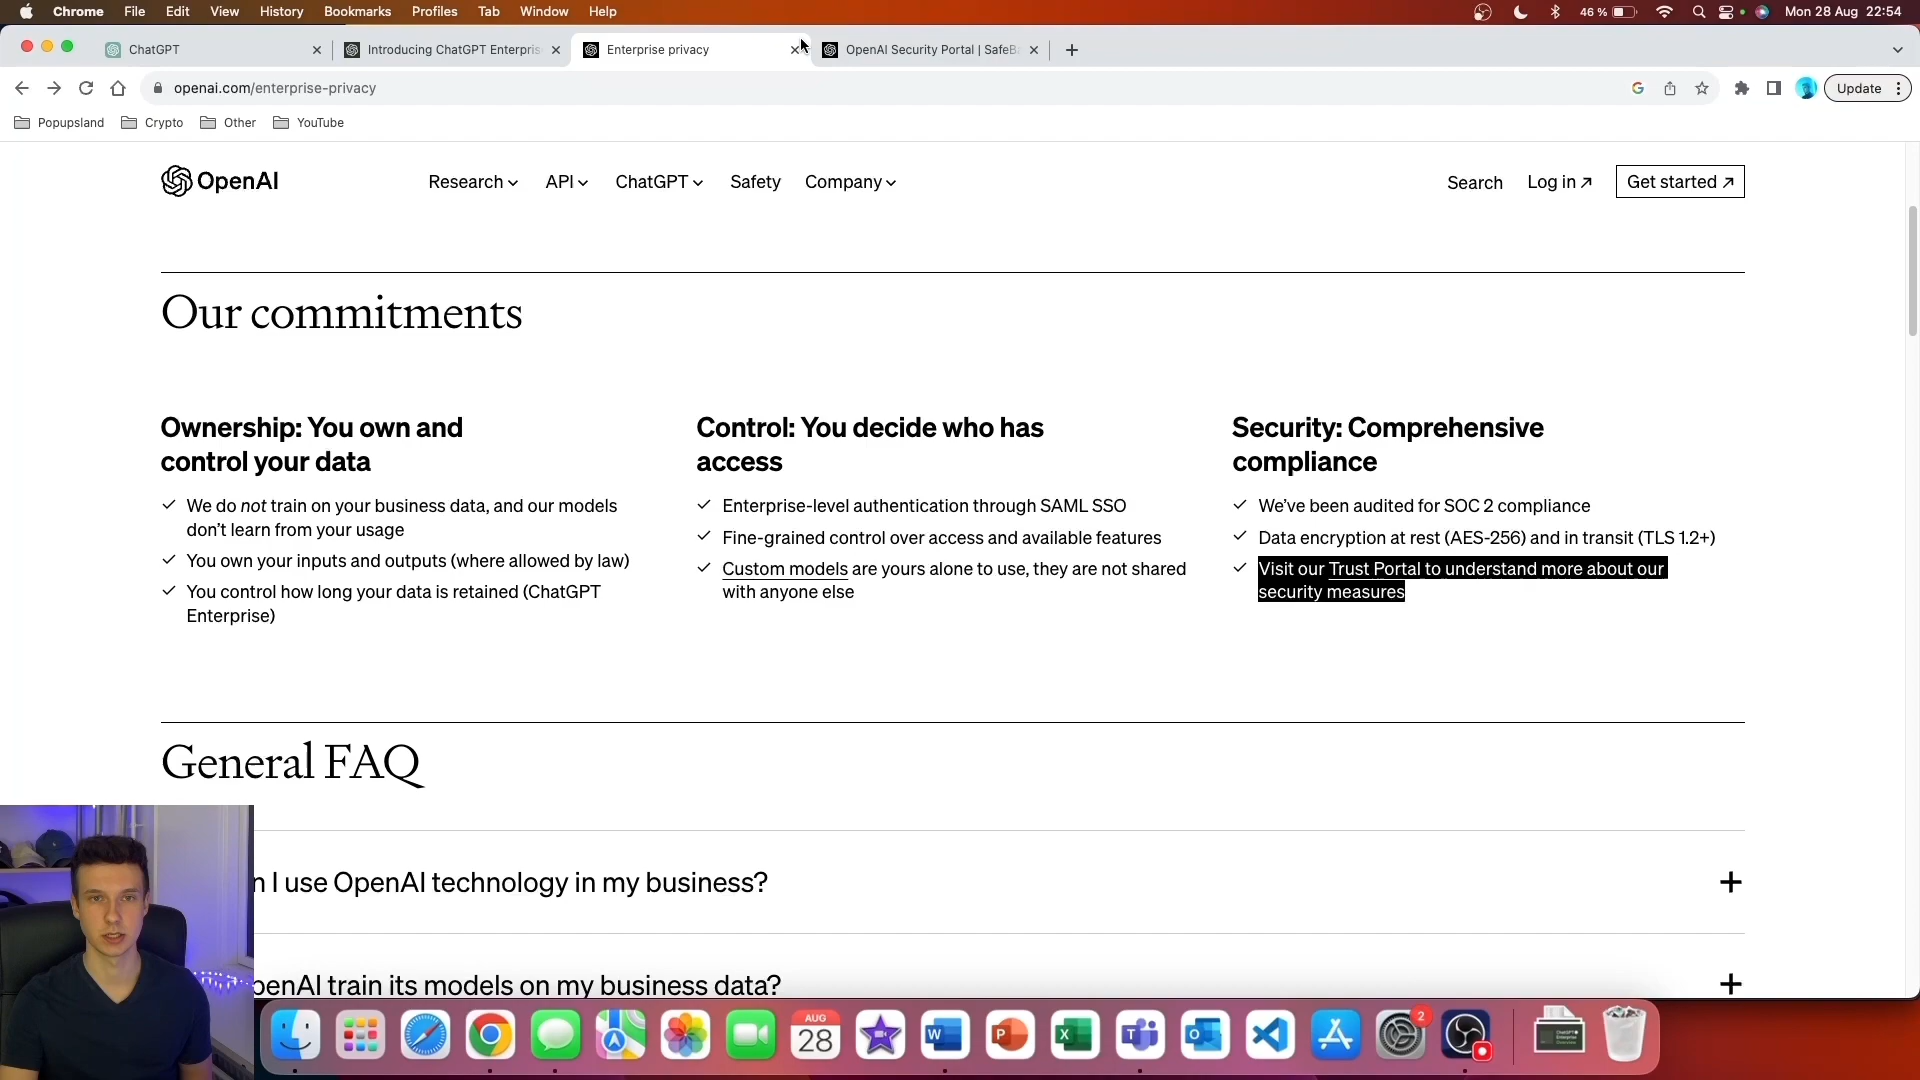 Chrome File Edit View History Bookmarks Profiles Tab Window Help
46 % Mon 28 Aug 22:54
ChatGPT
Introducing ChatGPT Enterpris
Enterprise privacy
OpenAI Security Portal | SafeB
openai.com/enterprise-privacy
Update
Popupsland Crypto Other YouTube
OpenAI
Research API ChatGPT Safety Company
Search Log in Get started
Our commitments
Ownership: You own and
control your data
We do not train on your business data, and our models
don’t learn from your usage
You own your inputs and outputs (where allowed by law)
You control how long your data is retained (ChatGPT
Enterprise)
Control: You decide who has
access
Enterprise-level authentication through SAML SSO
Fine-grained control over access and available features
Custom models are yours alone to use, they are not shared
with anyone else
Security: Comprehensive
compliance
We’ve been audited for SOC 2 compliance
Data encryption at rest (AES-256) and in transit (TLS 1.2+)
Visit our Trust Portal to understand more about our
security measures
General FAQ
n I use OpenAI technology in my business?
penAI train its models on my business data?
AUG
28
W
P
X
2